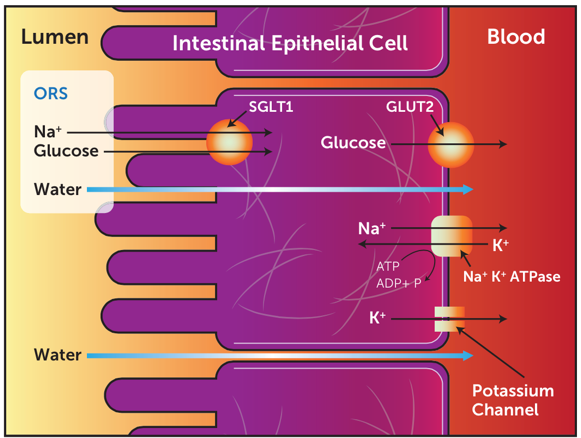 Lumen
Intestinal Epithelial Cell
Blood
ORS
SGLT1
GLUT2
Na⁺
Glucose
Glucose
Water
Na⁺
K⁺
ATP
ADP+ P
Na⁺ K⁺ ATPase
K⁺
Water
Potassium
Channel